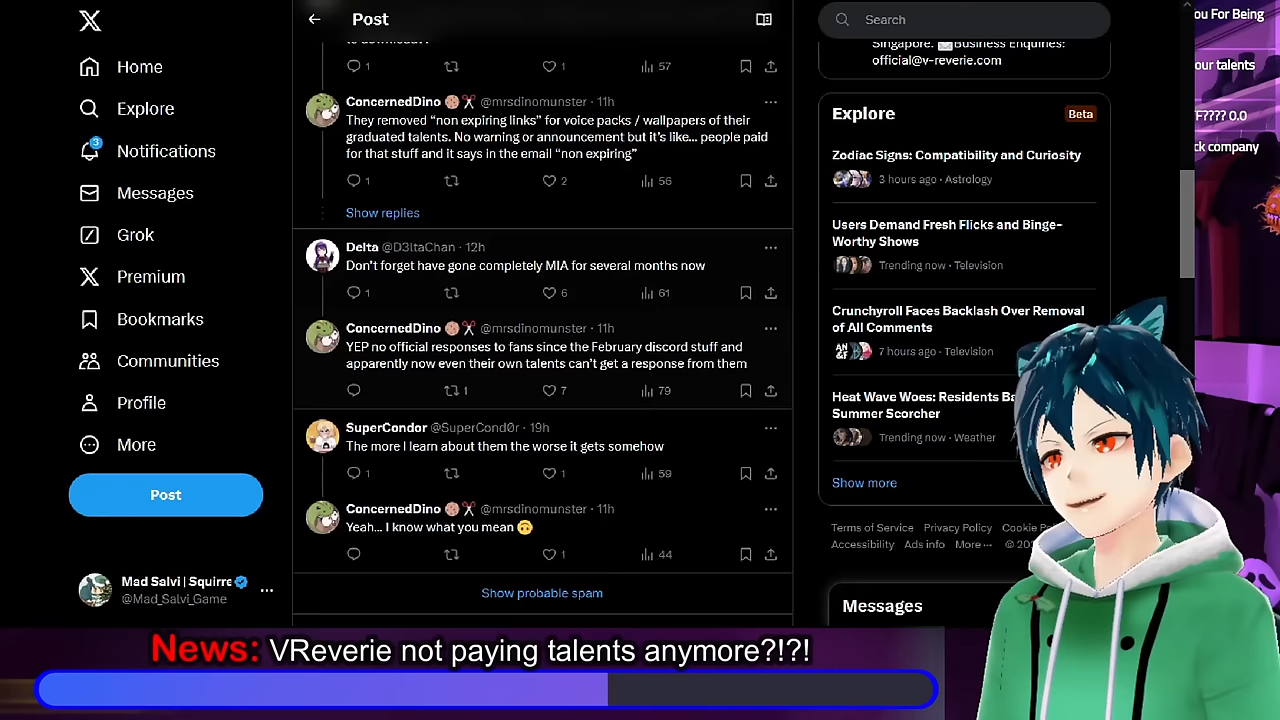 Home
Explore
Notifications
3
Messages
Grok
Premium
Bookmarks
Communities
Profile
More
Post
Mad Salvi | Squirre
@Mad_Salvi_Game
Post
1
1
57
ConcernedDino @mrsdinomunster · 11h
They removed “non expiring links” for voice packs / wallpapers of their
graduated talents. No warning or announcement but it’s like... people paid
for that stuff and it says in the email “non expiring”
1
2
56
Show replies
Delta @D3ltaChan · 12h
Don’t forget have gone completely MIA for several months now
1
6
61
ConcernedDino @mrsdinomunster · 11h
YEP no official responses to fans since the February discord stuff and
apparently now even their own talents can’t get a response from them
1
7
79
SuperCondor @SuperCond0r · 19h
The more I learn about them the worse it gets somehow
1
1
59
ConcernedDino @mrsdinomunster · 11h
Yeah... I know what you mean
1
44
Show probable spam
Search
Singapore. Business Enquiries:
official@v-reverie.com
Explore
Beta
Zodiac Signs: Compatibility and Curiosity
3 hours ago · Astrology
Users Demand Fresh Flicks and Binge-
Worthy Shows
Trending now · Television
Crunchyroll Faces Backlash Over Removal
of All Comments
7 hours ago · Television
Heat Wave Woes: Residents
Summer Scorcher
Trending now · Weather
Show more
Terms of Service Privacy Policy Cookie
Accessibility Ads info More ··· ©
Messages
You For Being
our talents
F???? 0.0
company
News: VReverie not paying talents anymore?!?!